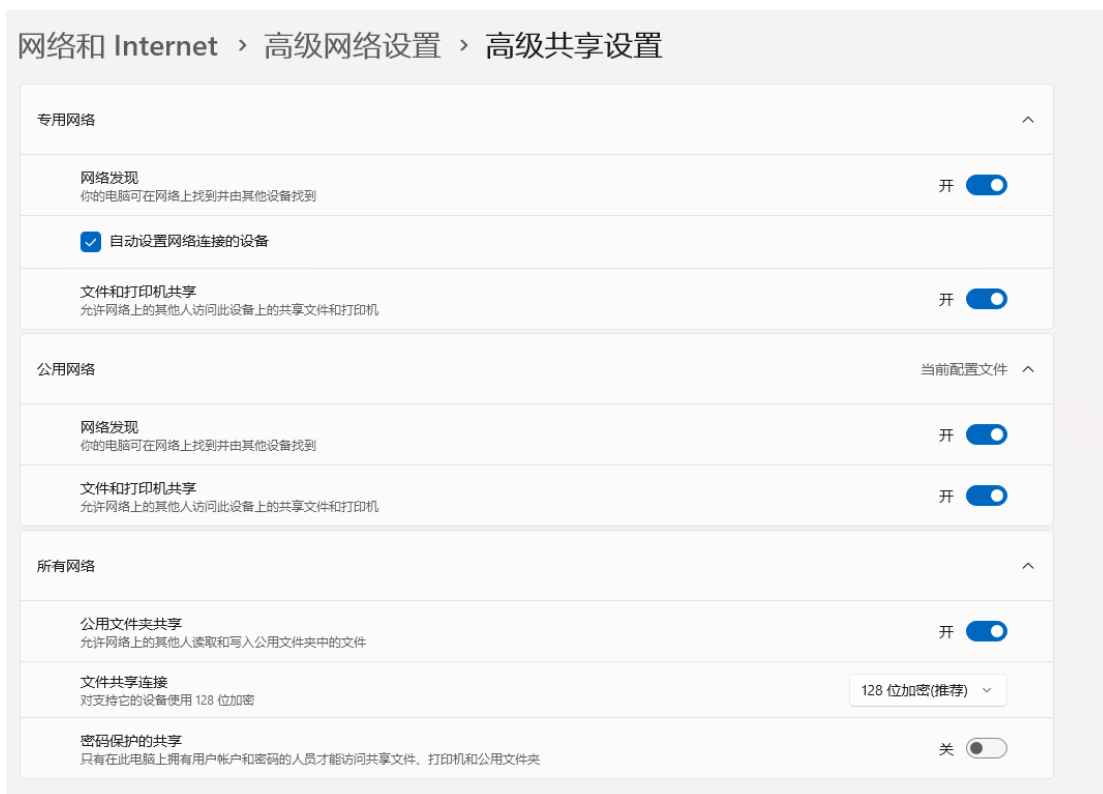 网络和 Internet › 高级网络设置 › 高级共享设置
专用网络
网络发现
你的电脑可在网络上找到并由其他设备找到
开
自动设置网络连接的设备
文件和打印机共享
允许网络上的其他人访问此设备上的共享文件和打印机
开
公用网络
当前配置文件
网络发现
你的电脑可在网络上找到并由其他设备找到
开
文件和打印机共享
允许网络上的其他人访问此设备上的共享文件和打印机
开
所有网络
公用文件夹共享
允许网络上的其他人读取和写入公用文件夹中的文件
开
文件共享连接
对支持它的设备使用 128 位加密
128 位加密(推荐)
密码保护的共享
只有在此电脑上拥有用户帐户和密码的人员才能访问共享文件、打印机和公用文件夹
关